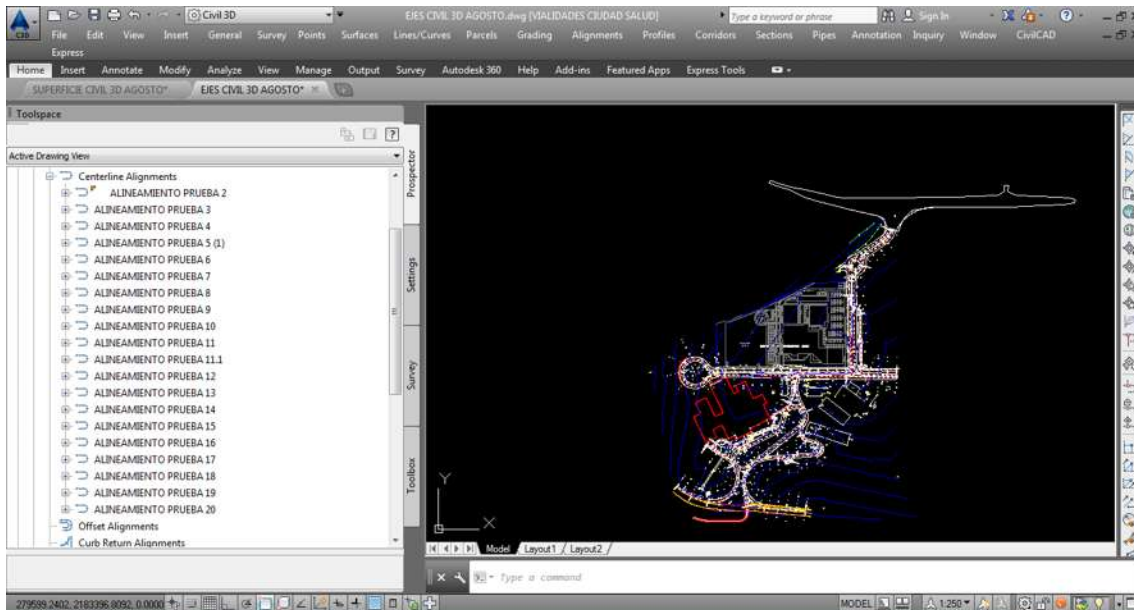 Civil 3D
EJES CIVIL 3D AGOSTO.dwg [VIALIDADES CIUDAD SALUD]
Type a keyword or phrase
Sign In
C3D
File Edit View Insert General Survey Points Surfaces Lines/Curves Parcels Grading Alignments Profiles Corridors Sections Pipes Annotation Inquiry Window CivilCAD
Express
Home Insert Annotate Modify Analyze View Manage Output Survey Autodesk 360 Help Add-ins Featured Apps Express Tools
SUPERFICIE CIVIL 3D AGOSTO*
EJES CIVIL 3D AGOSTO*
Toolspace
Active Drawing View
Centerline Alignments
ALINEAMIENTO PRUEBA 2
ALINEAMIENTO PRUEBA 3
ALINEAMIENTO PRUEBA 4
ALINEAMIENTO PRUEBA 5 (1)
ALINEAMIENTO PRUEBA 6
ALINEAMIENTO PRUEBA 7
ALINEAMIENTO PRUEBA 8
ALINEAMIENTO PRUEBA 9
ALINEAMIENTO PRUEBA 10
ALINEAMIENTO PRUEBA 11
ALINEAMIENTO PRUEBA 11.1
ALINEAMIENTO PRUEBA 12
ALINEAMIENTO PRUEBA 13
ALINEAMIENTO PRUEBA 14
ALINEAMIENTO PRUEBA 15
ALINEAMIENTO PRUEBA 16
ALINEAMIENTO PRUEBA 17
ALINEAMIENTO PRUEBA 18
ALINEAMIENTO PRUEBA 19
ALINEAMIENTO PRUEBA 20
Offset Alignments
Curb Return Alignments
Prospector
Settings
Survey
Toolbox
Y
X
Model Layout1 Layout2
Type a command
279599.2402, 2183396.8092, 0.0000
MODEL
1:250